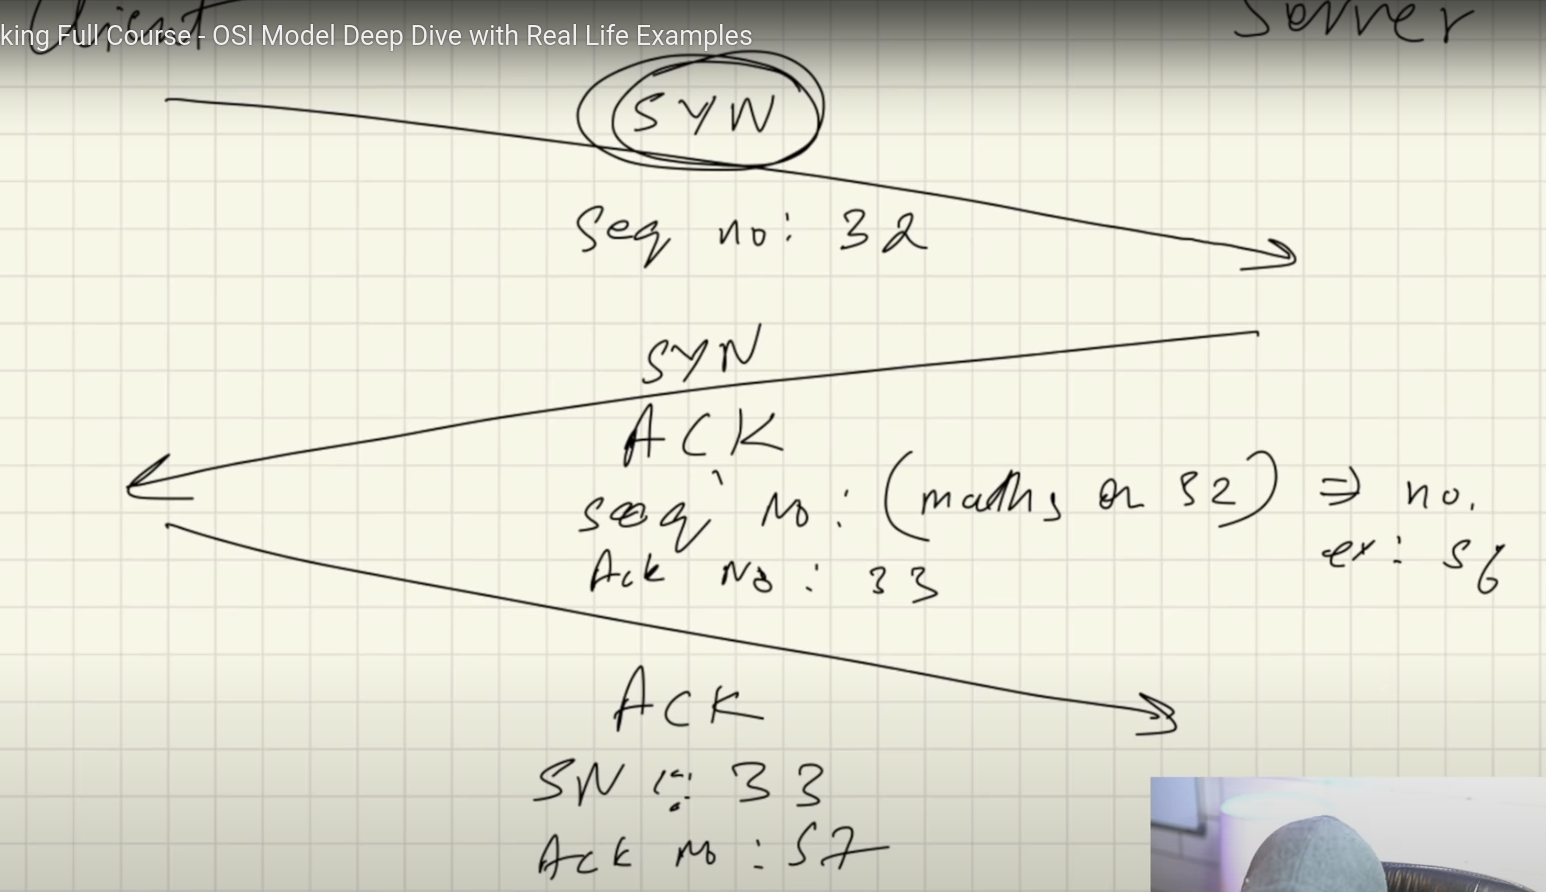 Client
king Full Course - OSI Model Deep Dive with Real Life Examples
Server
SYN
Seq no: 32
SYN
ACK
seq no: (maths on 32) ⇒ no.
ex: 56
Ack No: 33
ACK
SN: 33
Ack no: 57